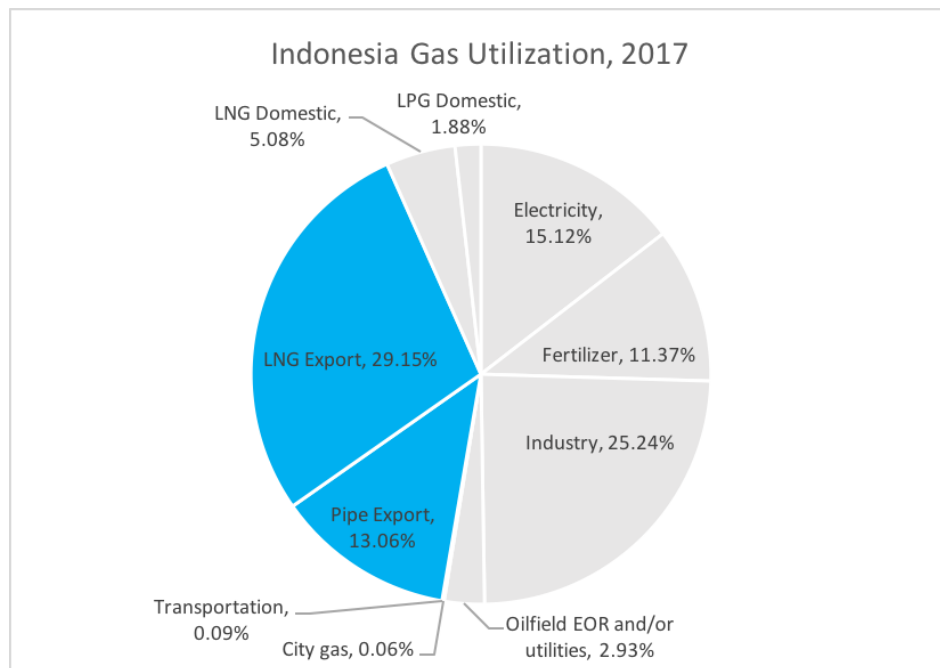 Indonesia Gas Utilization, 2017
LNG Domestic,
5.08%
LPG Domestic,
1.88%
Electricity,
15.12%
Fertilizer, 11.37%
Industry, 25.24%
Oilfield EOR and/or
utilities, 2.93%
City gas, 0.06%
Transportation,
0.09%
Pipe Export,
13.06%
LNG Export, 29.15%